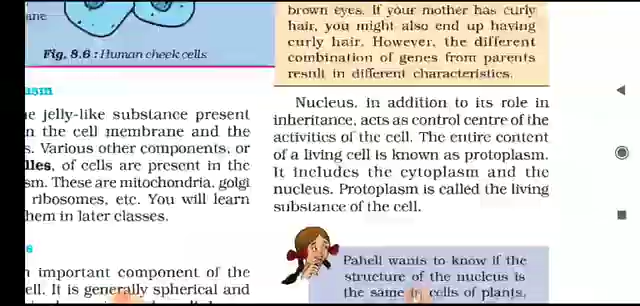 ane
Fig. 8.6 : Human cheek cells
asm
e jelly-like substance present
n the cell membrane and the
s. Various other components, or
lles, of cells are present in the
sm. These are mitochondria, golgi
ribosomes, etc. You will learn
hem in later classes.
s
n important component of the
ell. It is generally spherical and
brown eyes. If your mother has curly
hair, you might also end up having
curly hair. However, the different
combination of genes from parents
result in different characteristics.
Nucleus, in addition to its role in
inheritance, acts as control centre of the
activities of the cell. The entire content
of a living cell is known as protoplasm.
It includes the cytoplasm and the
nucleus. Protoplasm is called the living
substance of the cell.
Paheli wants to know if the
structure of the nucleus is
the same in cells of plants,